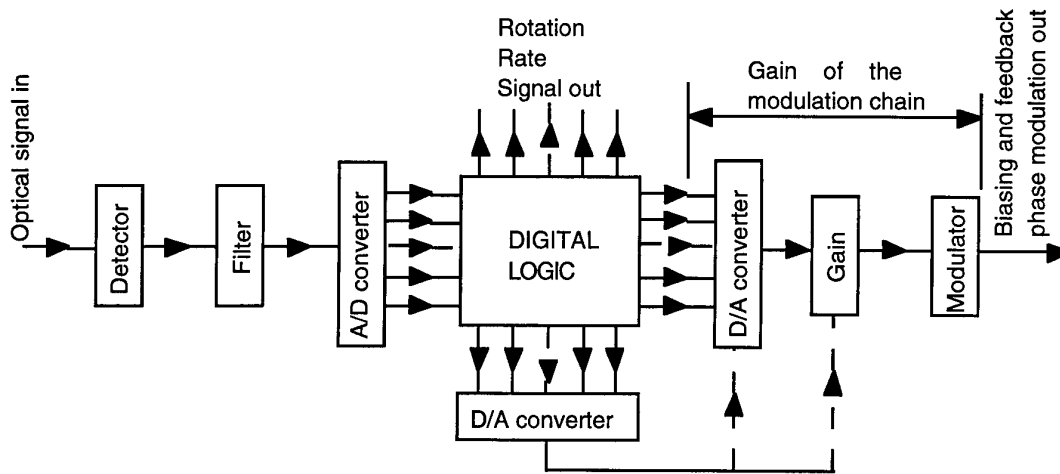 Optical signal in
Detector
Filter
A/D converter
Rotation
Rate
Signal out
DIGITAL
LOGIC
D/A converter
Gain of the
modulation chain
D/A converter
Gain
Modulator
Biasing and feedback
phase modulation out